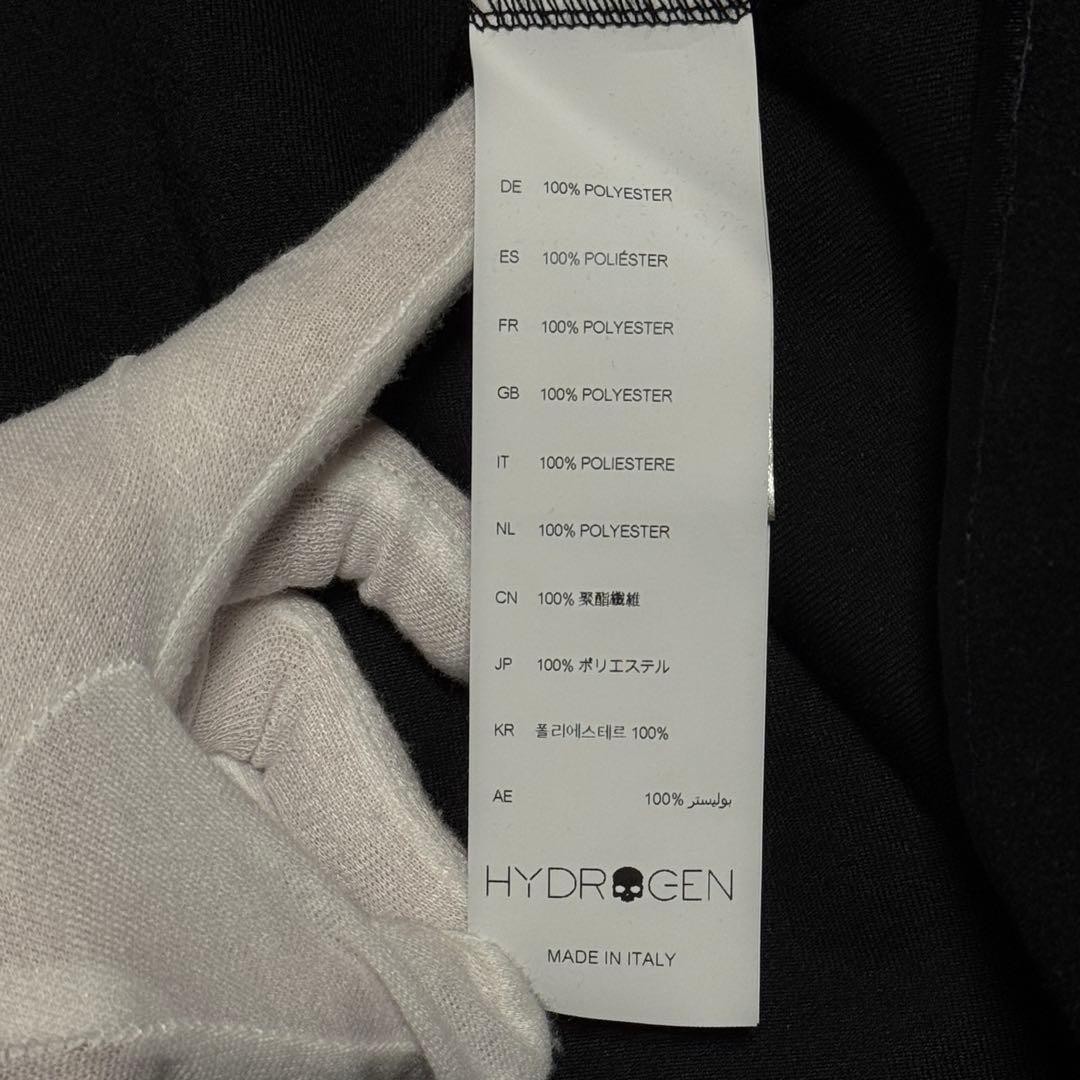 DE 100% POLYESTER
ES 100% POLIÉSTER
FR 100% POLYESTER
GB 100% POLYESTER
IT 100% POLIESTERE
NL 100% POLYESTER
CN 100% 聚酯纖維
JP 100% ポリエステル
KR 폴리에스테르 100%
AE 100% بوليستر
HYDROGEN
MADE IN ITALY